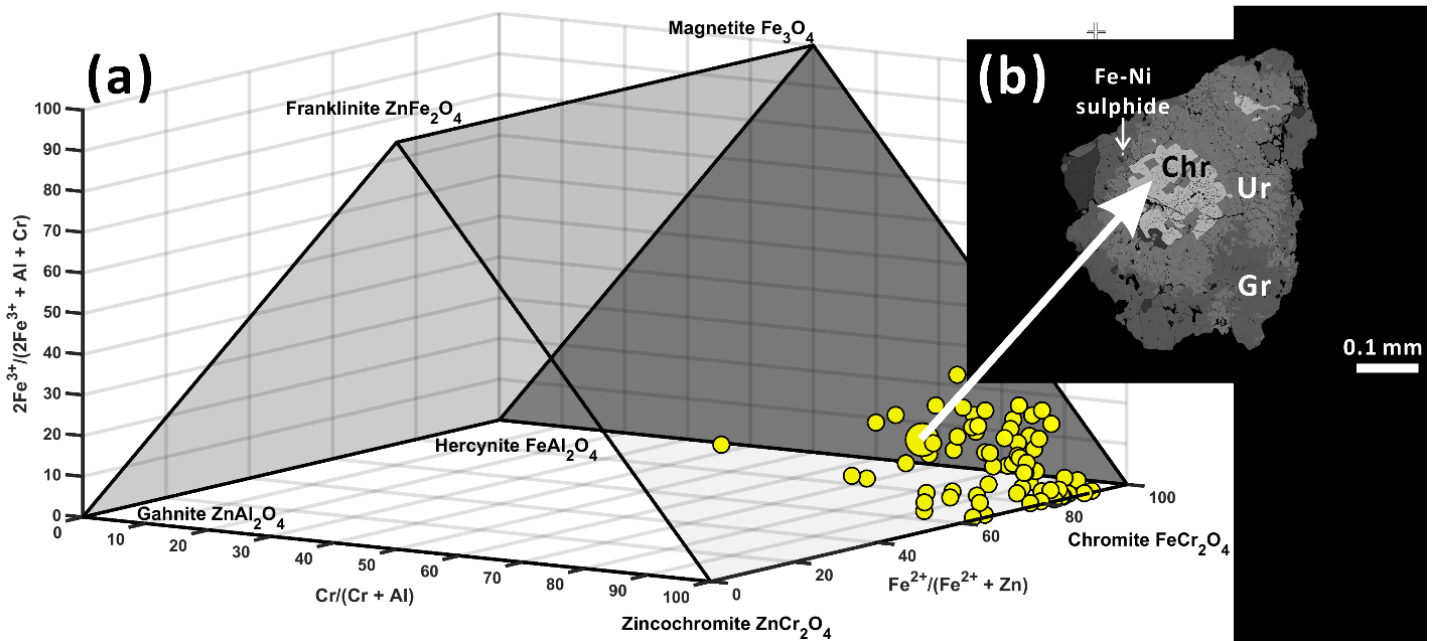 (a)
Magnetite Fe3O4
Franklinite ZnFe2O4
Hercynite FeAl2O4
Gahnite ZnAl2O4
Chromite FeCr2O4
Zincochromite ZnCr2O4
2Fe3+/(2Fe3+ + Al + Cr)
100
90
80
70
60
50
40
30
20
10
0
0
10
20
30
40
50
60
70
80
90
100
Cr/(Cr + Al)
0
20
40
60
80
100
Fe2+/(Fe2+ + Zn)
(b)
Fe-Ni
sulphide
Chr
Ur
Gr
0.1 mm